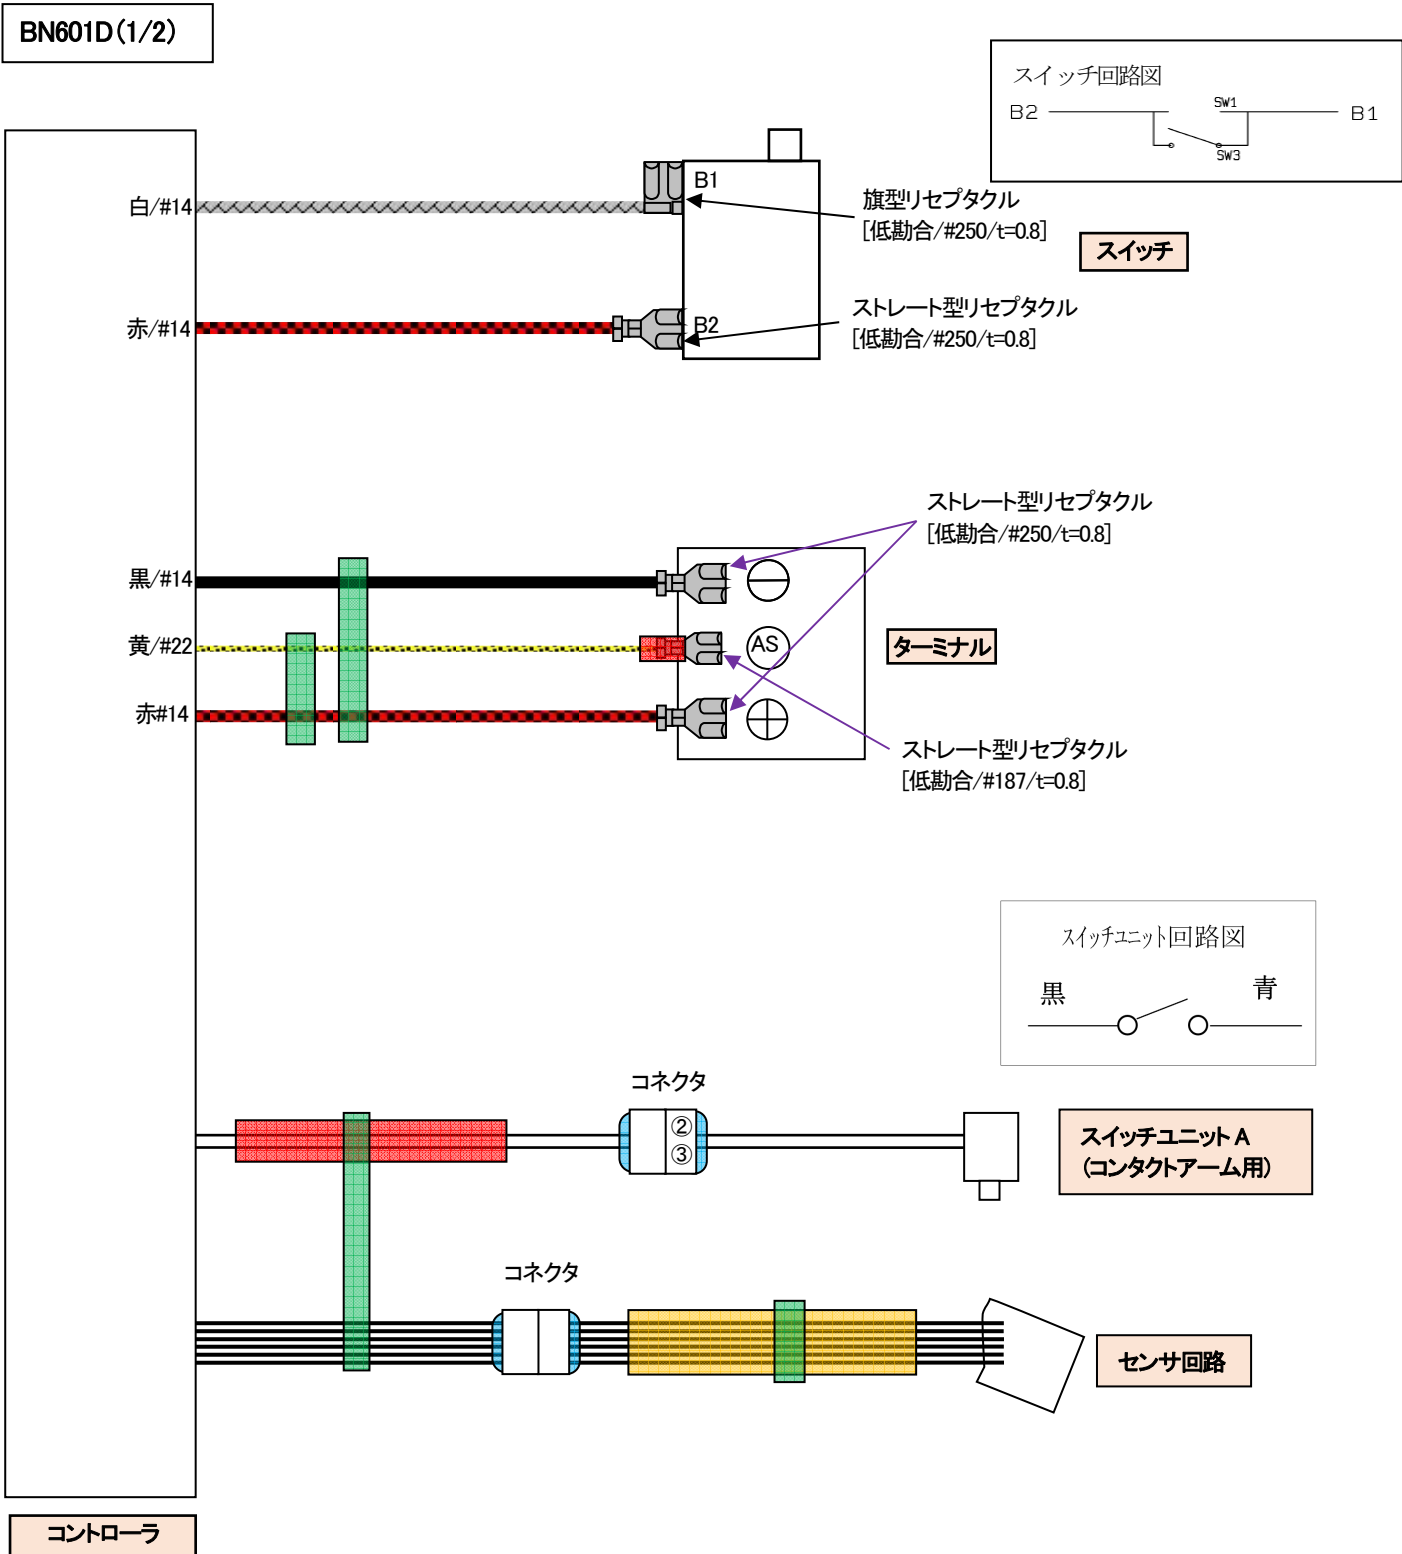 BN601D(1/2)
スイッチ回路図
B2
SW1
B1
SW3
白/#14
B1
旗型リセプタクル
[低勘合/#250/t=0.8]
スイッチ
赤/#14
B2
ストレート型リセプタクル
[低勘合/#250/t=0.8]
ストレート型リセプタクル
[低勘合/#250/t=0.8]
黒/#14
黄/#22
AS
ターミナル
赤#14
ストレート型リセプタクル
[低勘合/#187/t=0.8]
スイッチユニット回路図
黒
青
コネクタ
②
③
スイッチユニット A
(コンタクトアーム用)
コネクタ
センサ回路
コントローラ